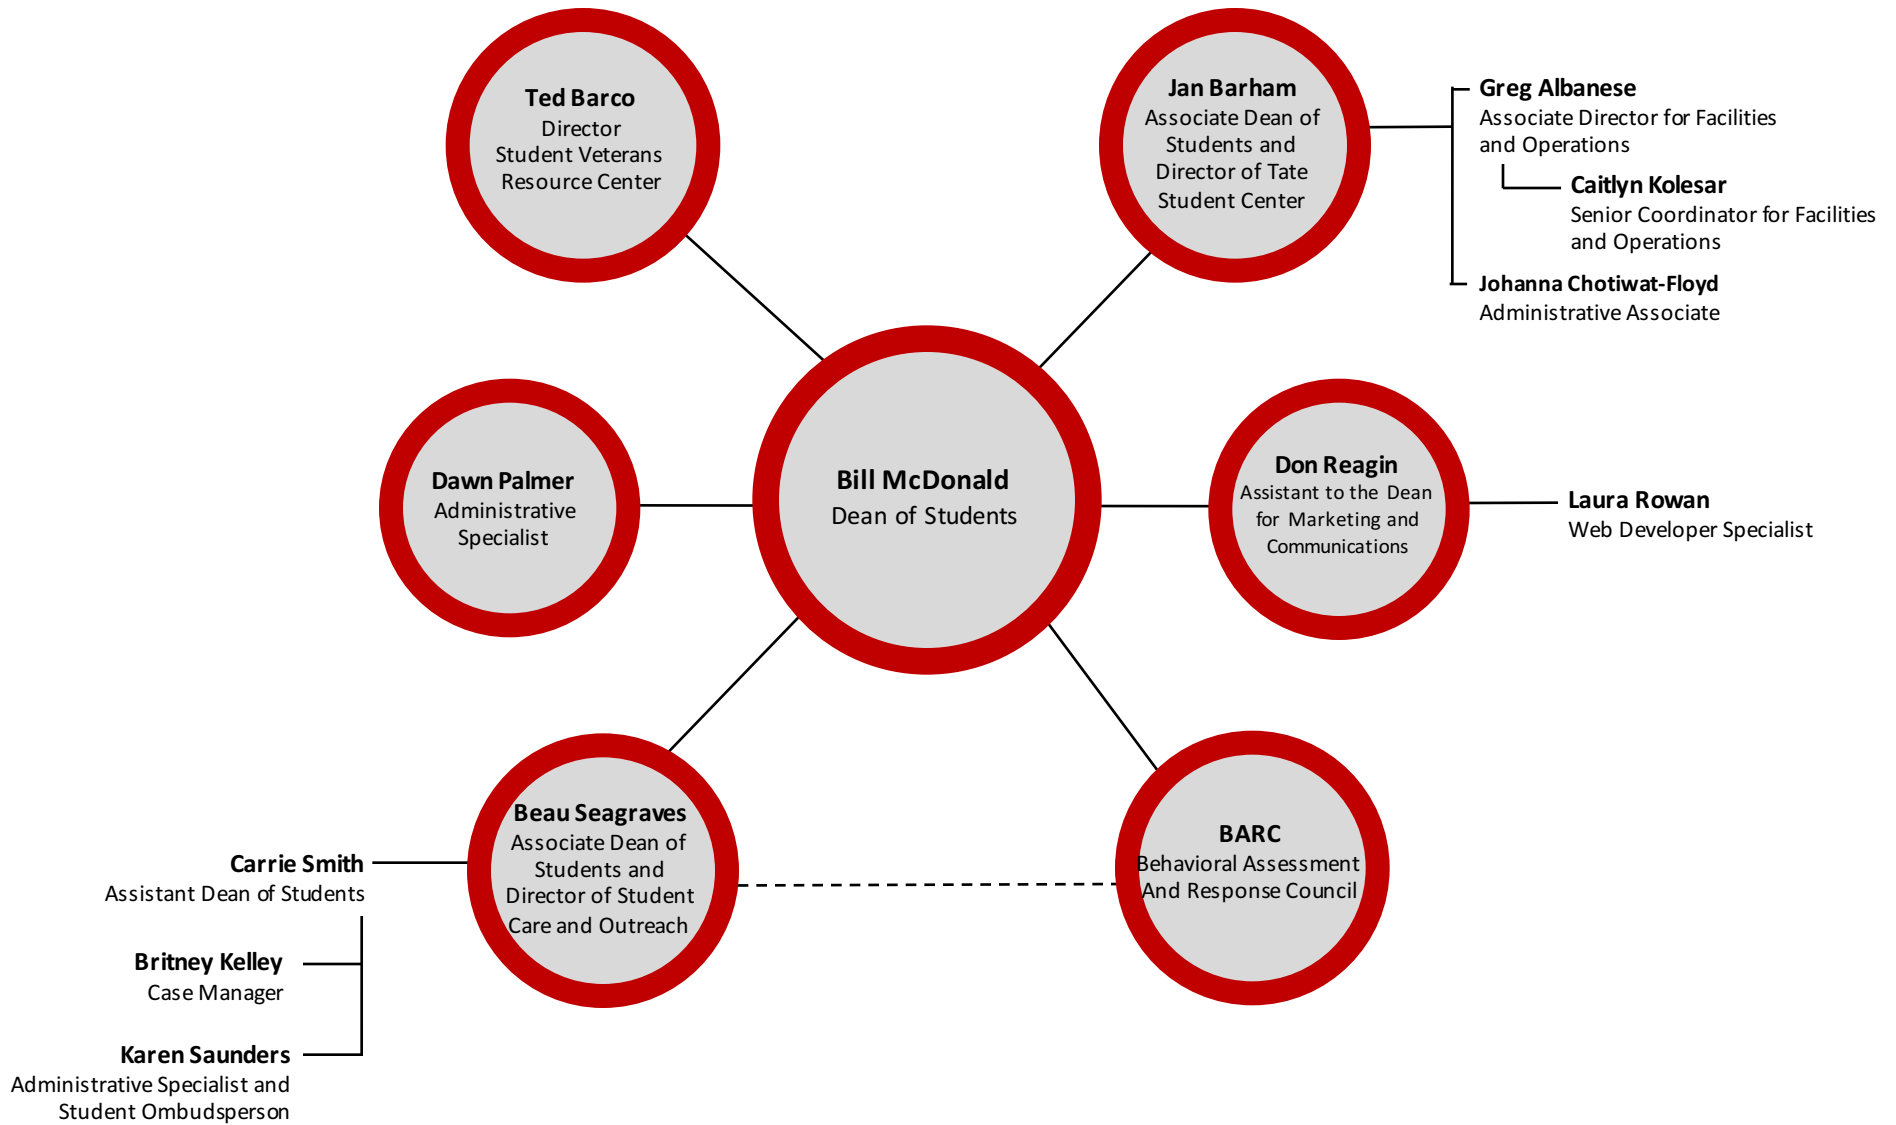 Ted Barco
Director
Student Veterans
Resource Center
Jan Barham
Associate Dean of
Students and
Director of Tate
Student Center
Greg Albanese
Associate Director for Facilities
and Operations
Caitlyn Kolesar
Senior Coordinator for Facilities
and Operations
Johanna Chotiwat-Floyd
Administrative Associate
Dawn Palmer
Administrative
Specialist
Bill McDonald
Dean of Students
Don Reagin
Assistant to the Dean
for Marketing and
Communications
Laura Rowan
Web Developer Specialist
Beau Seagraves
Associate Dean of
Students and
Director of Student
Care and Outreach
BARC
Behavioral Assessment
And Response Council
Carrie Smith
Assistant Dean of Students
Britney Kelley
Case Manager
Karen Saunders
Administrative Specialist and
Student Ombudsperson